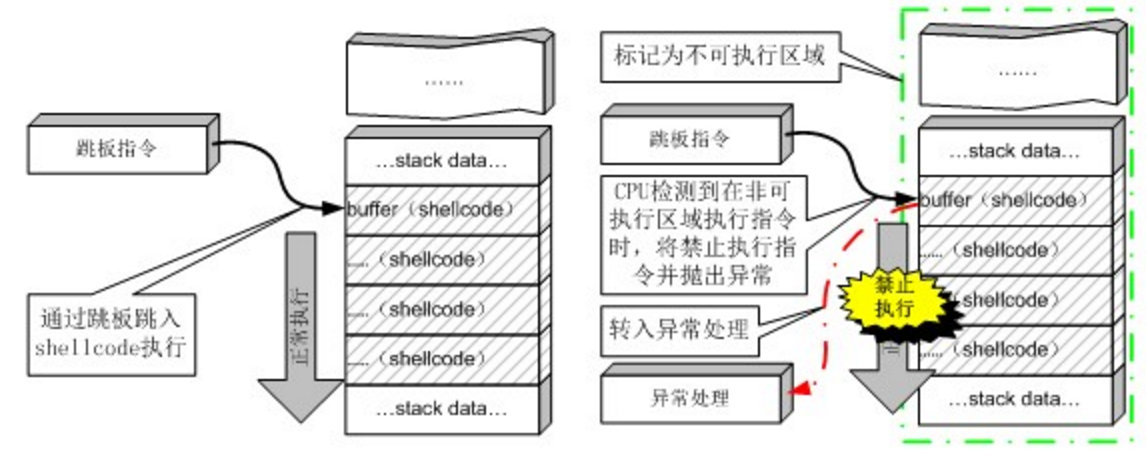 ……
跳板指令
…stack data…
buffer（shellcode）
……（shellcode）
……（shellcode）
……（shellcode）
…stack data…
正常执行
通过跳板跳入
shellcode执行
标记为不可执行区域
……
跳板指令
…stack data…
CPU检测到在非可
执行区域执行指令
时，将禁止执行指
令并抛出异常
buffer（shellcode）
……（shellcode）
禁止
执行
（shellcode）
……（shellcode）
…stack data…
转入异常处理
异常处理